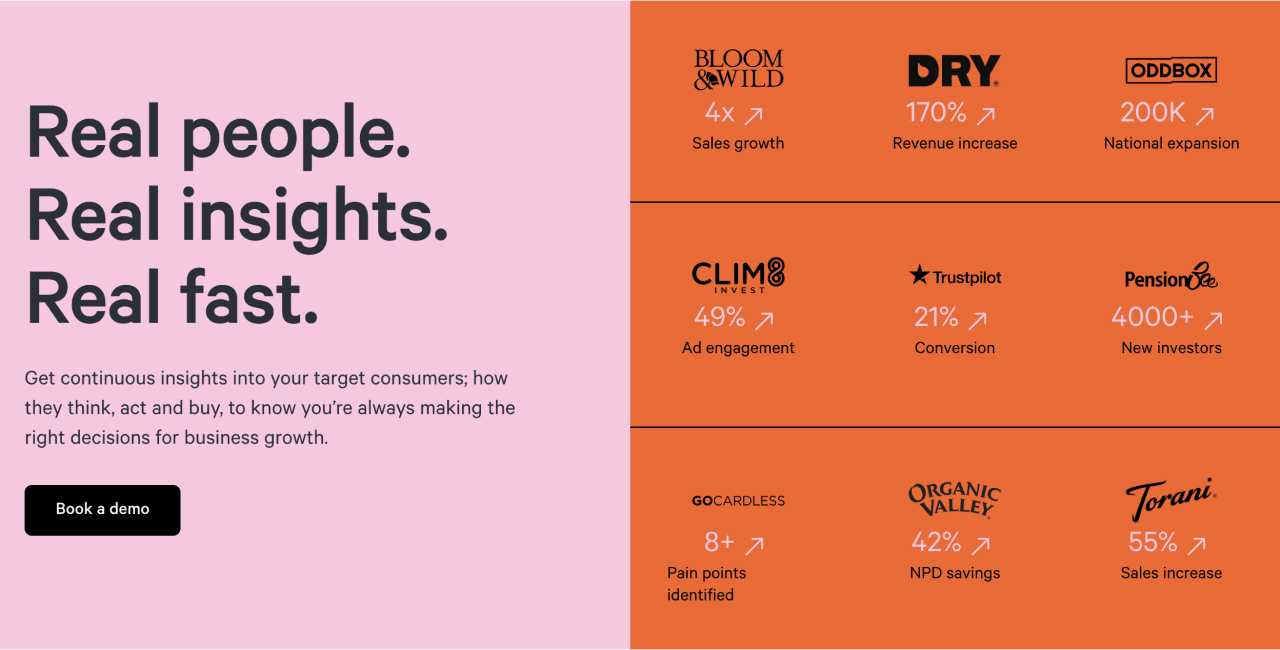 Real people.
Real insights.
Real fast.
Get continuous insights into your target consumers; how
they think, act and buy, to know you’re always making the
right decisions for business growth.
Book a demo
BLOOM
&WILD
4x ↗
Sales growth
DRY®
170% ↗
Revenue increase
ODDBOX
200K ↗
National expansion
CLIM8
INVEST
49% ↗
Ad engagement
Trustpilot
21% ↗
Conversion
PensionBee
4000+ ↗
New investors
GOCARDLESS
8+ ↗
Pain points
identified
ORGANIC
VALLEY®
42% ↗
NPD savings
Torani®
55% ↗
Sales increase